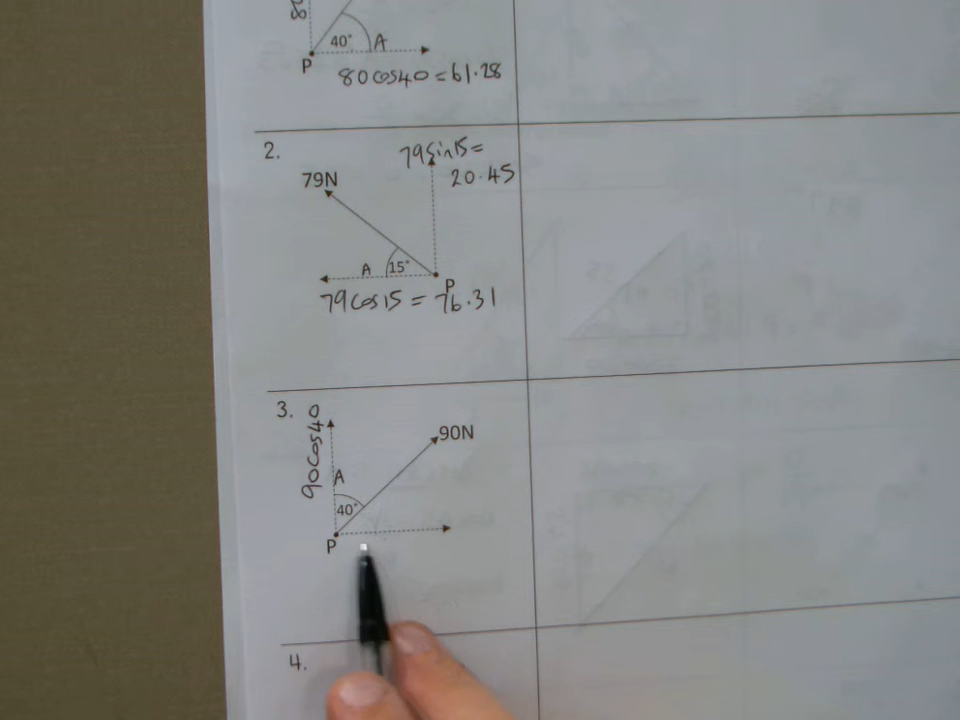 80
40° A
P
80cos40=61.28
2.
79sin15=
20.45
79N
A 15°
P
79cos15 = 76.31
3.
90cos40
90N
A
40°
P
4.